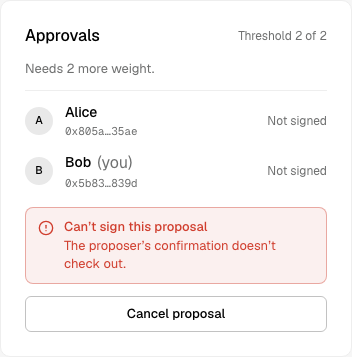 Approvals
Threshold 2 of 2
Needs 2 more weight.
A
Alice
0x805a…35ae
Not signed
B
Bob (you)
0x5b83…839d
Not signed
Can’t sign this proposal
The proposer’s confirmation doesn’t
check out.
Cancel proposal